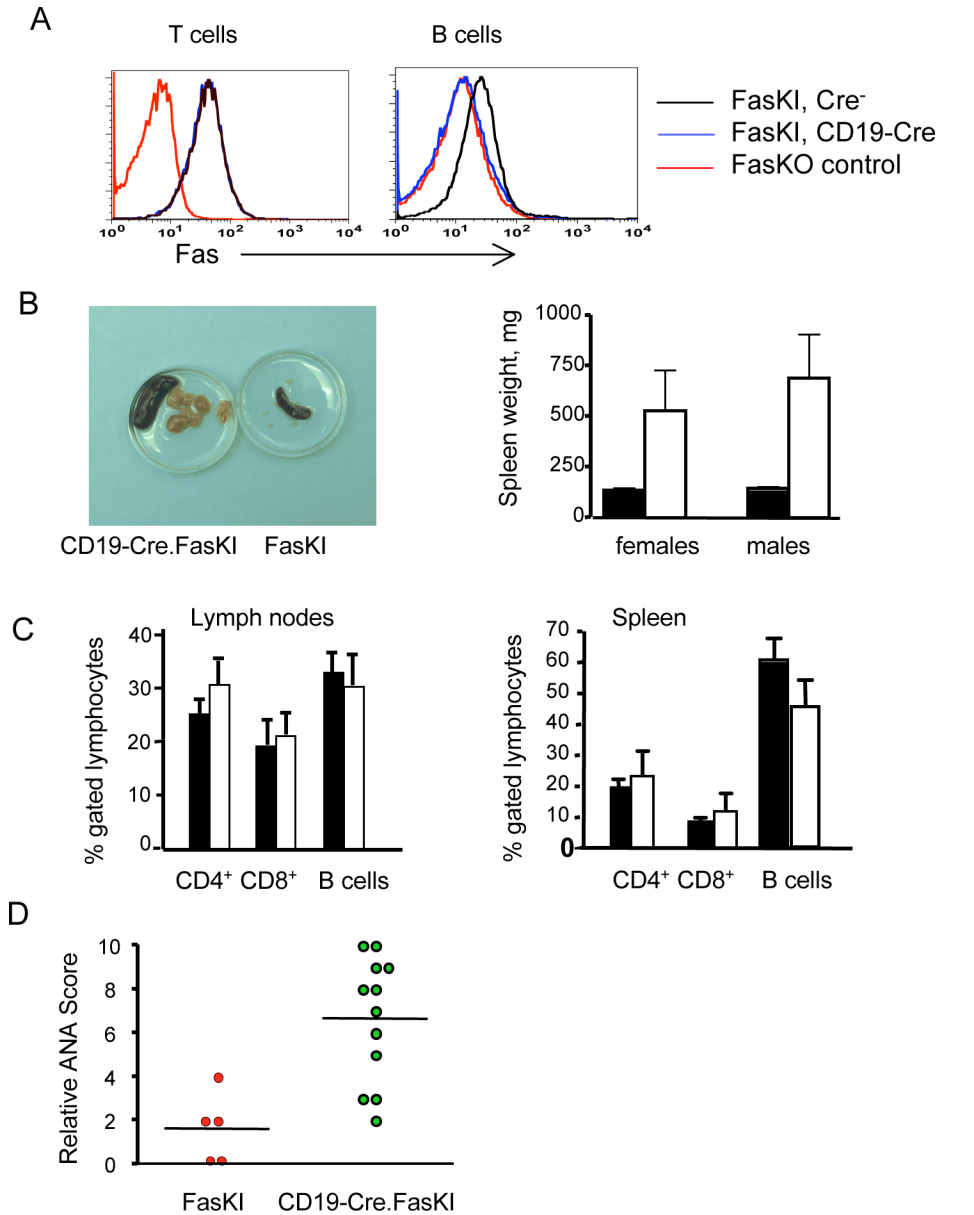 A
T cells
B cells
FasKI, Cre⁻
FasKI, CD19-Cre
FasKO control
10⁰ 10¹ 10² 10³ 10⁴
10⁰ 10¹ 10² 10³ 10⁴
Fas
B
CD19-Cre.FasKI FasKI
Spleen weight, mg
1000
750
500
250
0
females males
C
Lymph nodes
% gated lymphocytes
40
30
20
10
0
CD4⁺ CD8⁺ B cells
Spleen
% gated lymphocytes
70
60
50
40
30
20
10
0
CD4⁺ CD8⁺ B cells
D
Relative ANA Score
10
8
6
4
2
0
FasKI CD19-Cre.FasKI